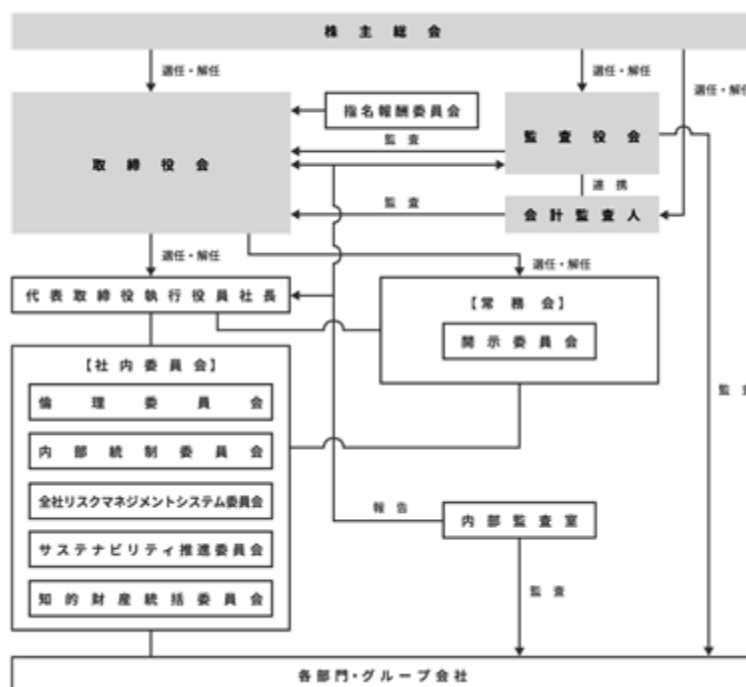 株主総会
選任・解任
選任・解任
選任・解任
指名報酬委員会
監査役会
監査
取締役会
連携
監査
会計監査人
選任・解任
選任・解任
代表取締役執行役員社長
【常務会】
開示委員会
【社内委員会】
倫理委員会
監査
内部統制委員会
全社リスクマネジメントシステム委員会
報告
内部監査室
サステナビリティ推進委員会
監査
知的財産統括委員会
各部門・グループ会社